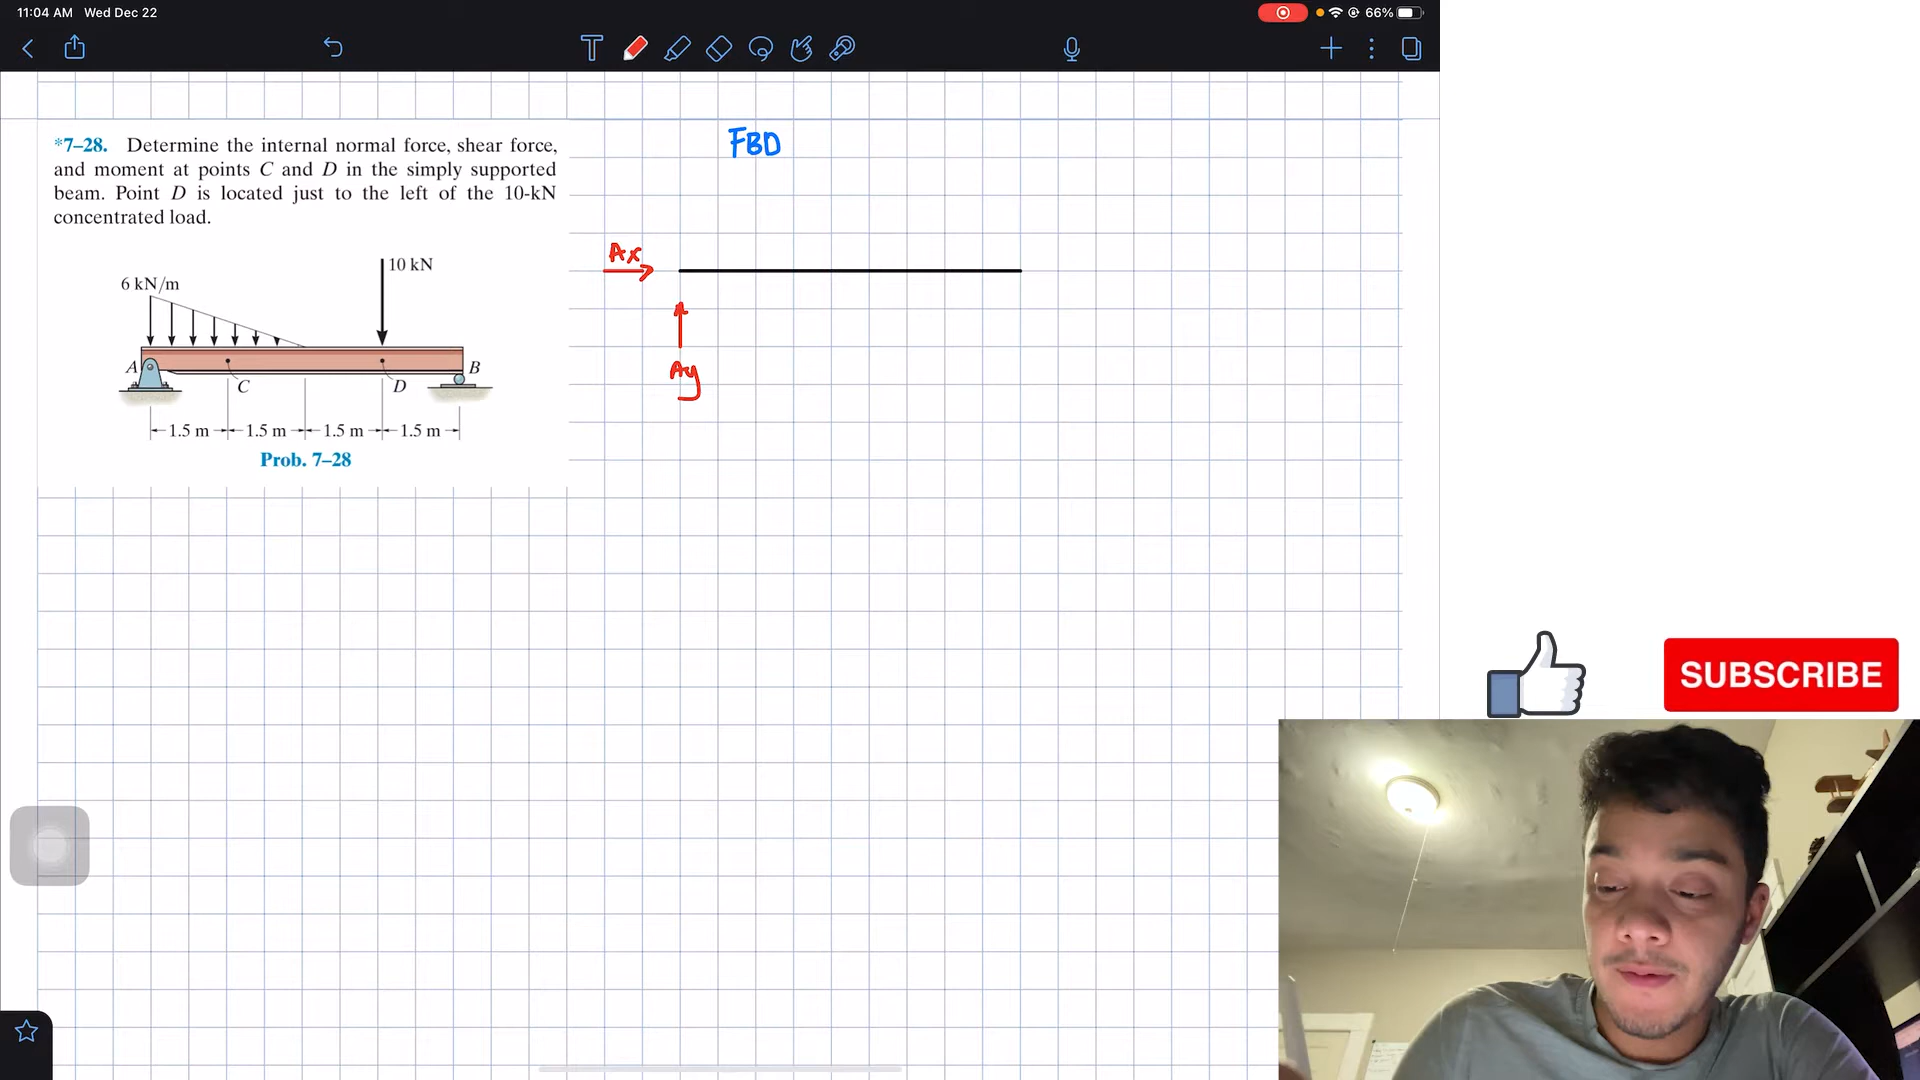 11:04 AM Wed Dec 22
66%
FBD
*7–28. Determine the internal normal force, shear force,
and moment at points C and D in the simply supported
beam. Point D is located just to the left of the 10-kN
concentrated load.
Ax
10 kN
6 kN/m
A
B
C
D
Ay
1.5 m 1.5 m 1.5 m 1.5 m
Prob. 7–28
SUBSCRIBE